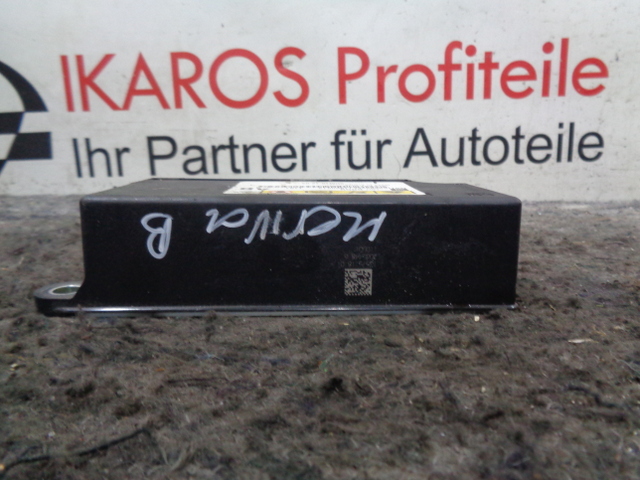 IKAROS Profiteile
Ihr Partner für Autoteile
Meriva B